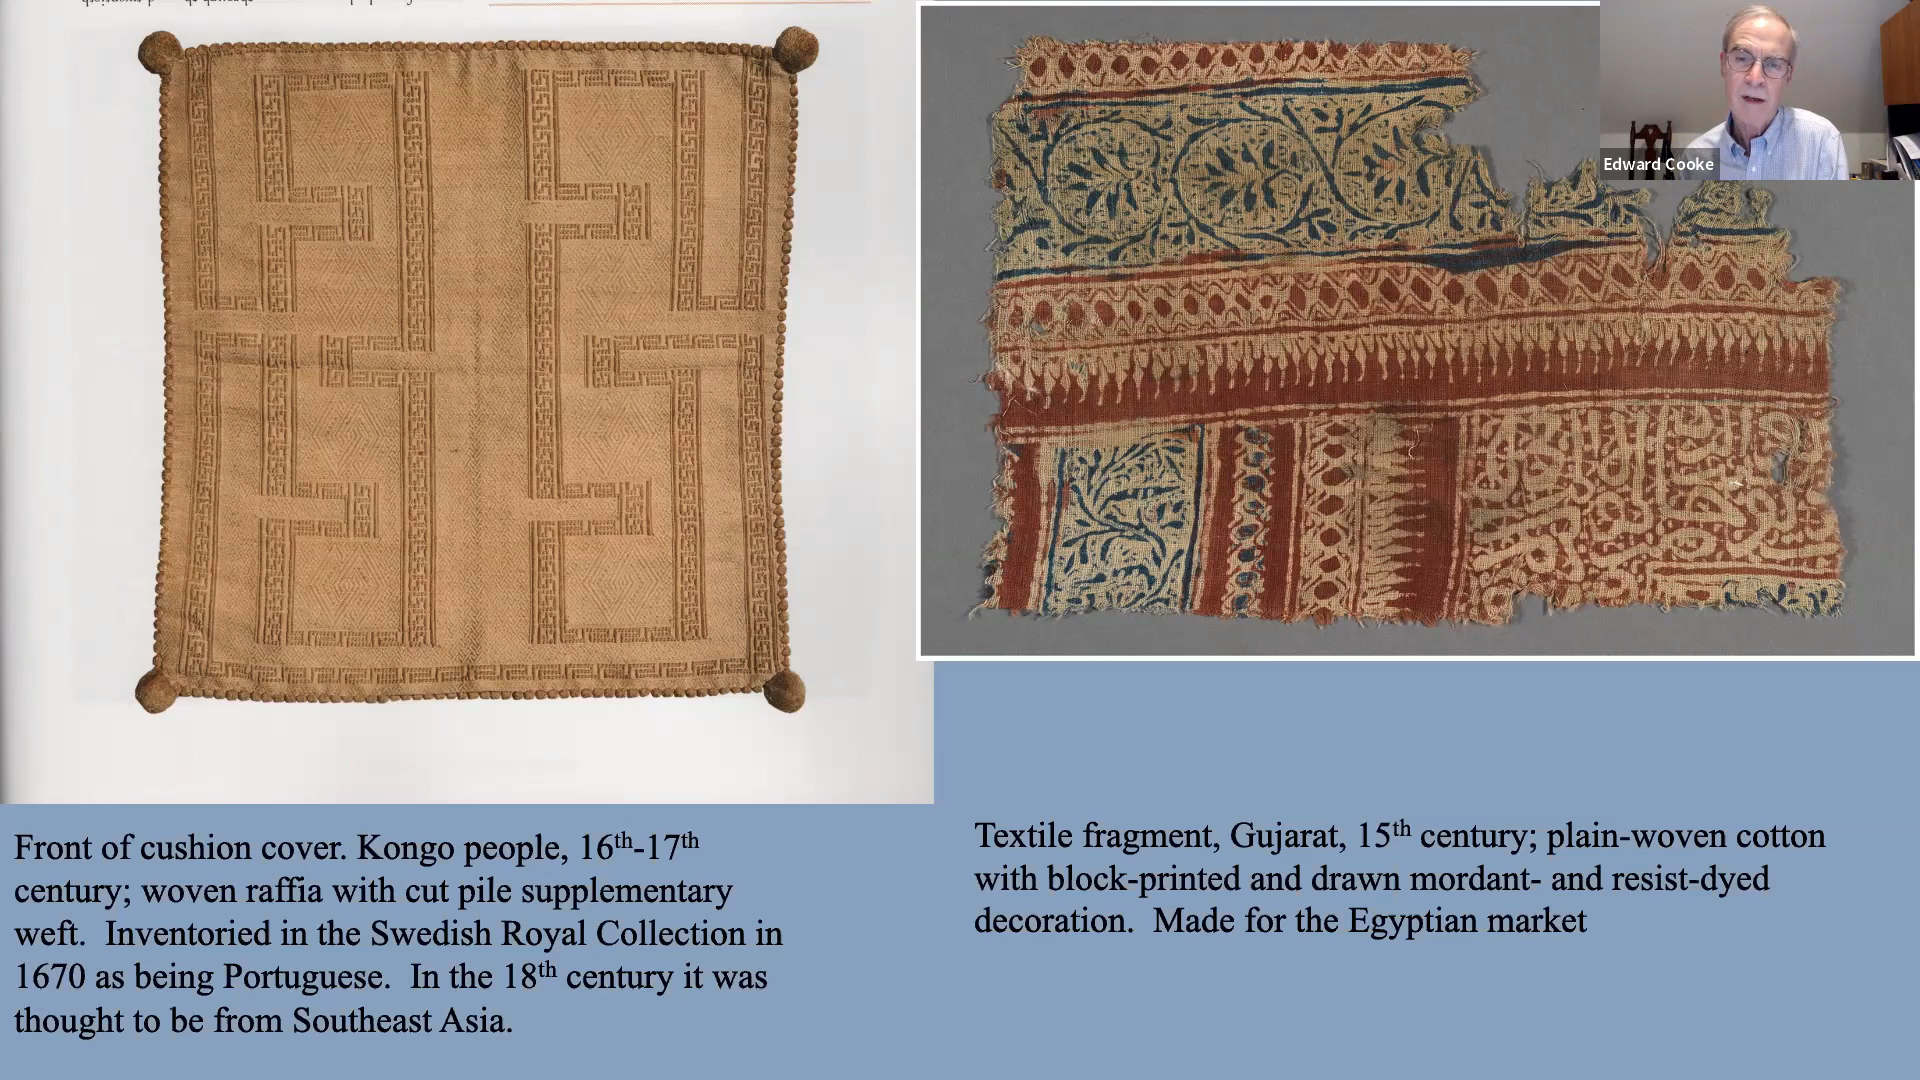 Edward Cooke
Front of cushion cover. Kongo people, 16th-17th
century; woven raffia with cut pile supplementary
weft.  Inventoried in the Swedish Royal Collection in
1670 as being Portuguese.  In the 18th century it was
thought to be from Southeast Asia.
Textile fragment, Gujarat, 15th century; plain-woven cotton
with block-printed and drawn mordant- and resist-dyed
decoration.  Made for the Egyptian market